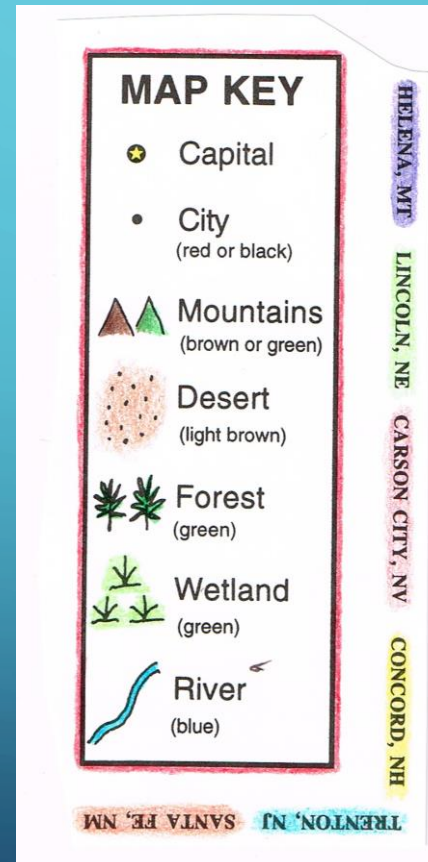 MAP KEY
Capital
City
(red or black)
Mountains
(brown or green)
Desert
(light brown)
Forest
(green)
Wetland
(green)
River
(blue)
HELENA, MT
LINCOLN, NE
CARSON CITY, NV
CONCORD, NH
TRENTON, NJ
SANTA FE, NM